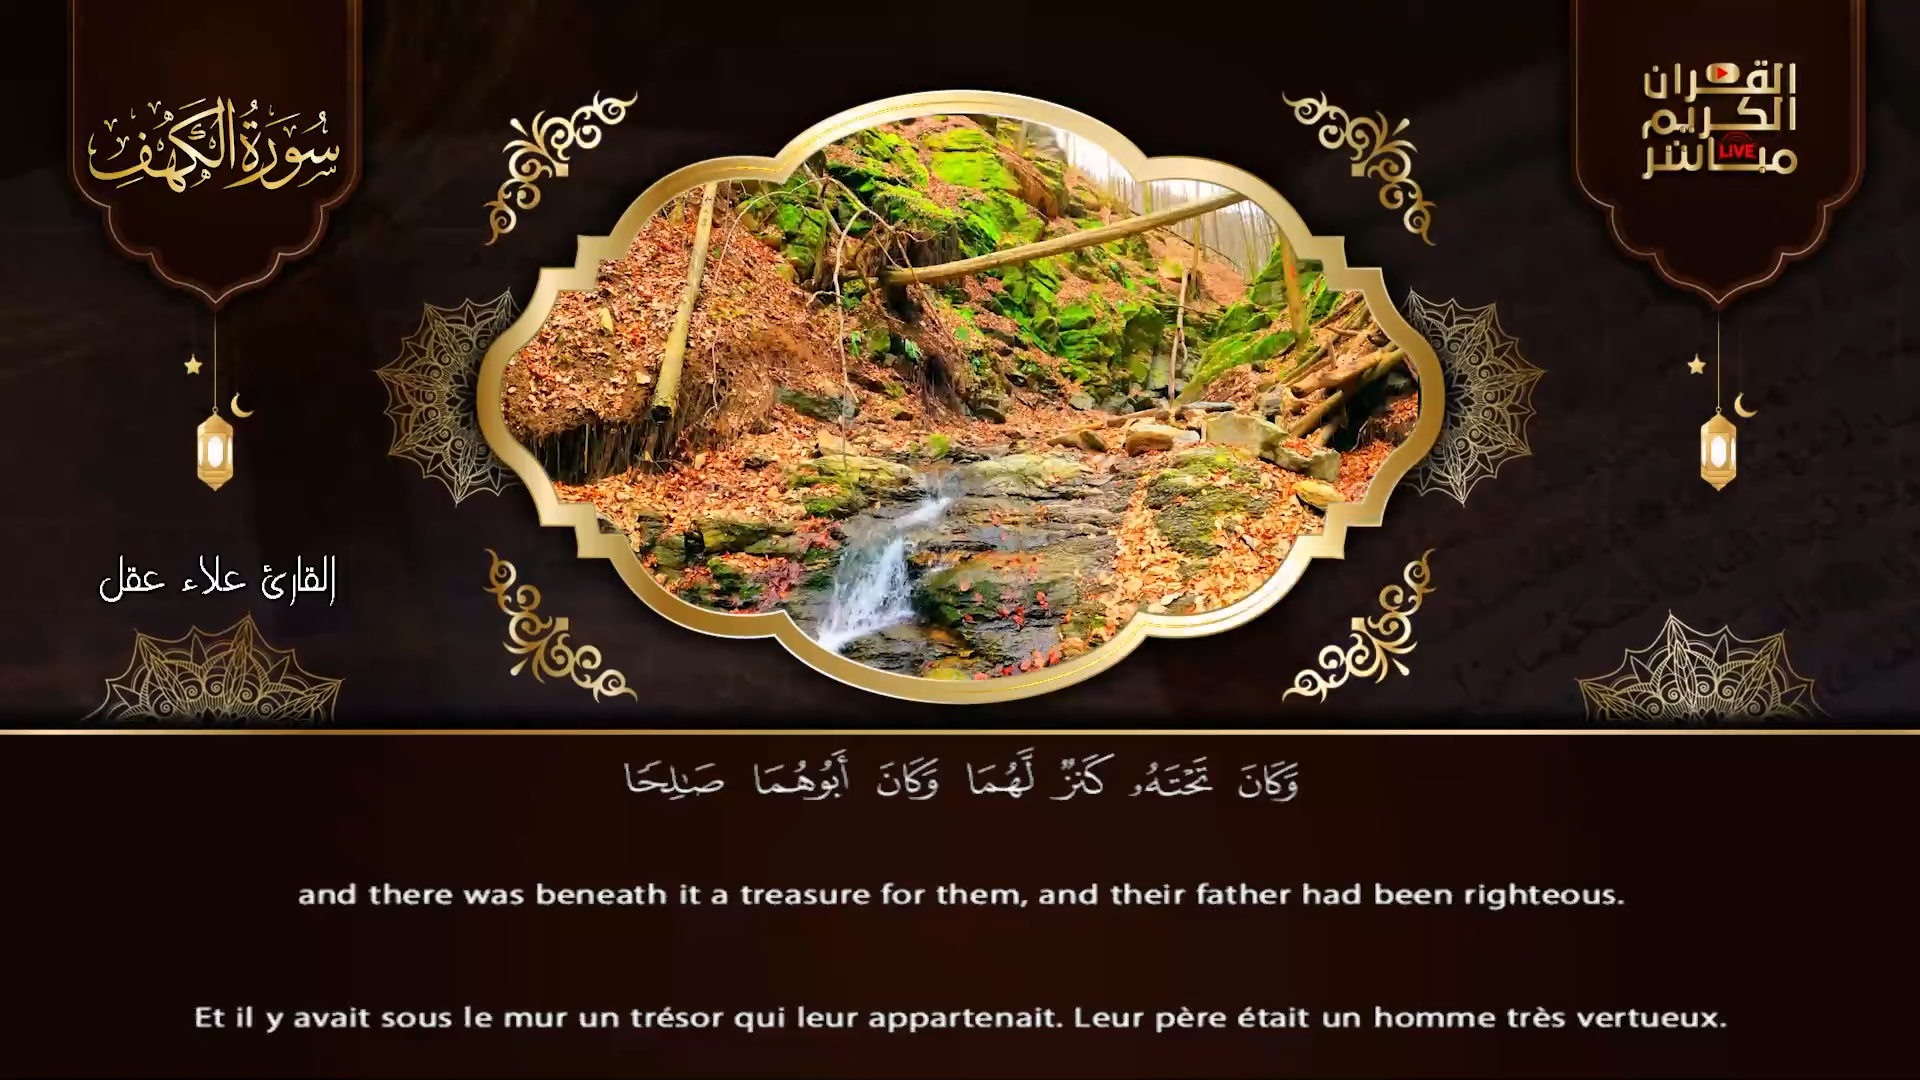 سُورَةُ الكَهْفِ
القرآن
الكريم
مباشر
LIVE
القارئ علاء عقل
وَكَانَ تَحْتَهُۥ كَنزٌ لَّهُمَا وَكَانَ أَبُوهُمَا صَـٰلِحًا
and there was beneath it a treasure for them, and their father had been righteous.
Et il y avait sous le mur un trésor qui leur appartenait. Leur père était un homme très vertueux.